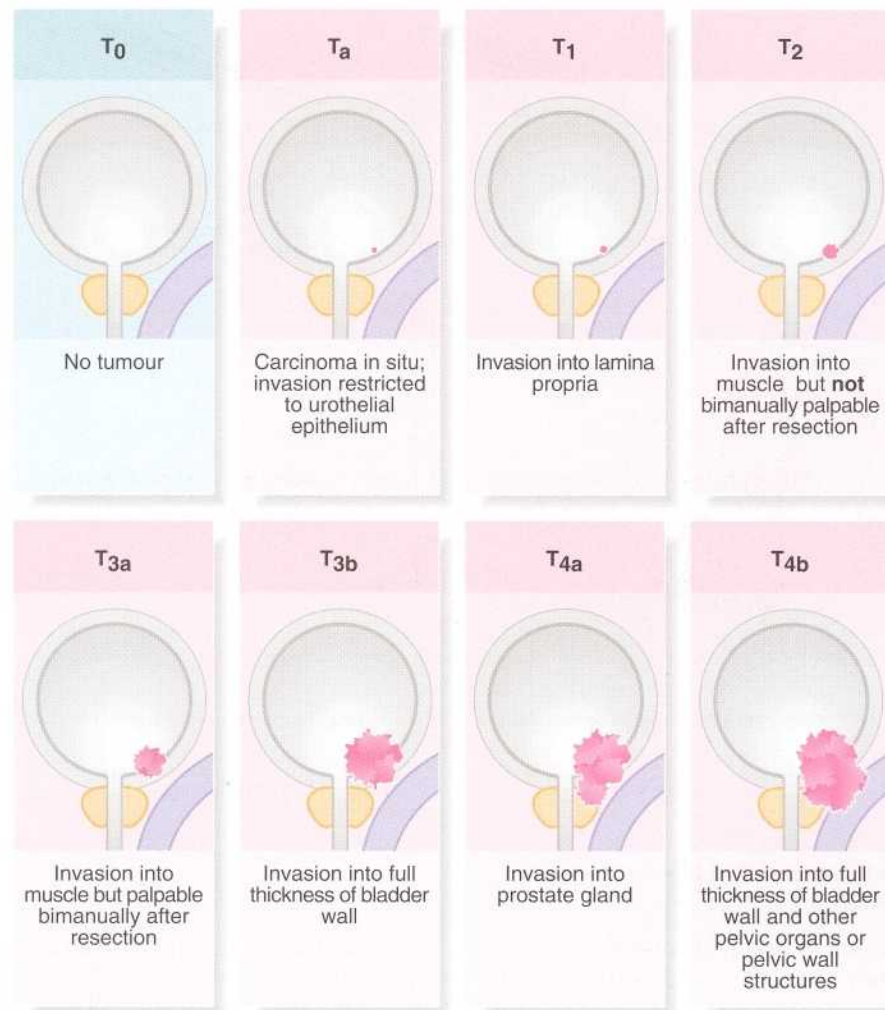 T0
No tumour
Ta
Carcinoma in situ;
invasion restricted
to urothelial
epithelium
T1
Invasion into lamina
propria
T2
Invasion into
muscle but not
bimanually palpable
after resection
T3a
Invasion into
muscle but palpable
bimanually after
resection
T3b
Invasion into full
thickness of bladder
wall
T4a
Invasion into
prostate gland
T4b
Invasion into full
thickness of bladder
wall and other
pelvic organs or
pelvic wall
structures